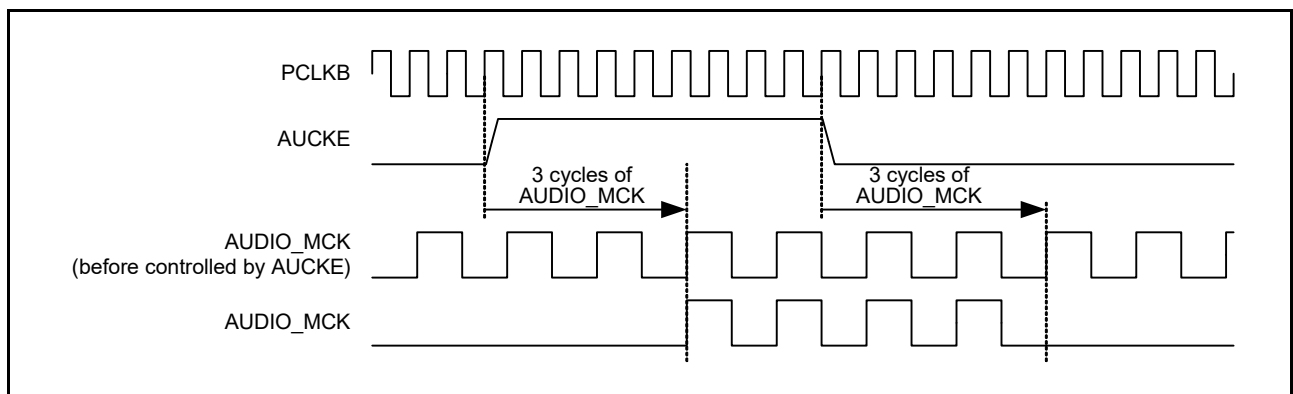 PCLKB
AUCKE
3 cycles of
AUDIO_MCK
3 cycles of
AUDIO_MCK
AUDIO_MCK
(before controlled by AUCKE)
AUDIO_MCK